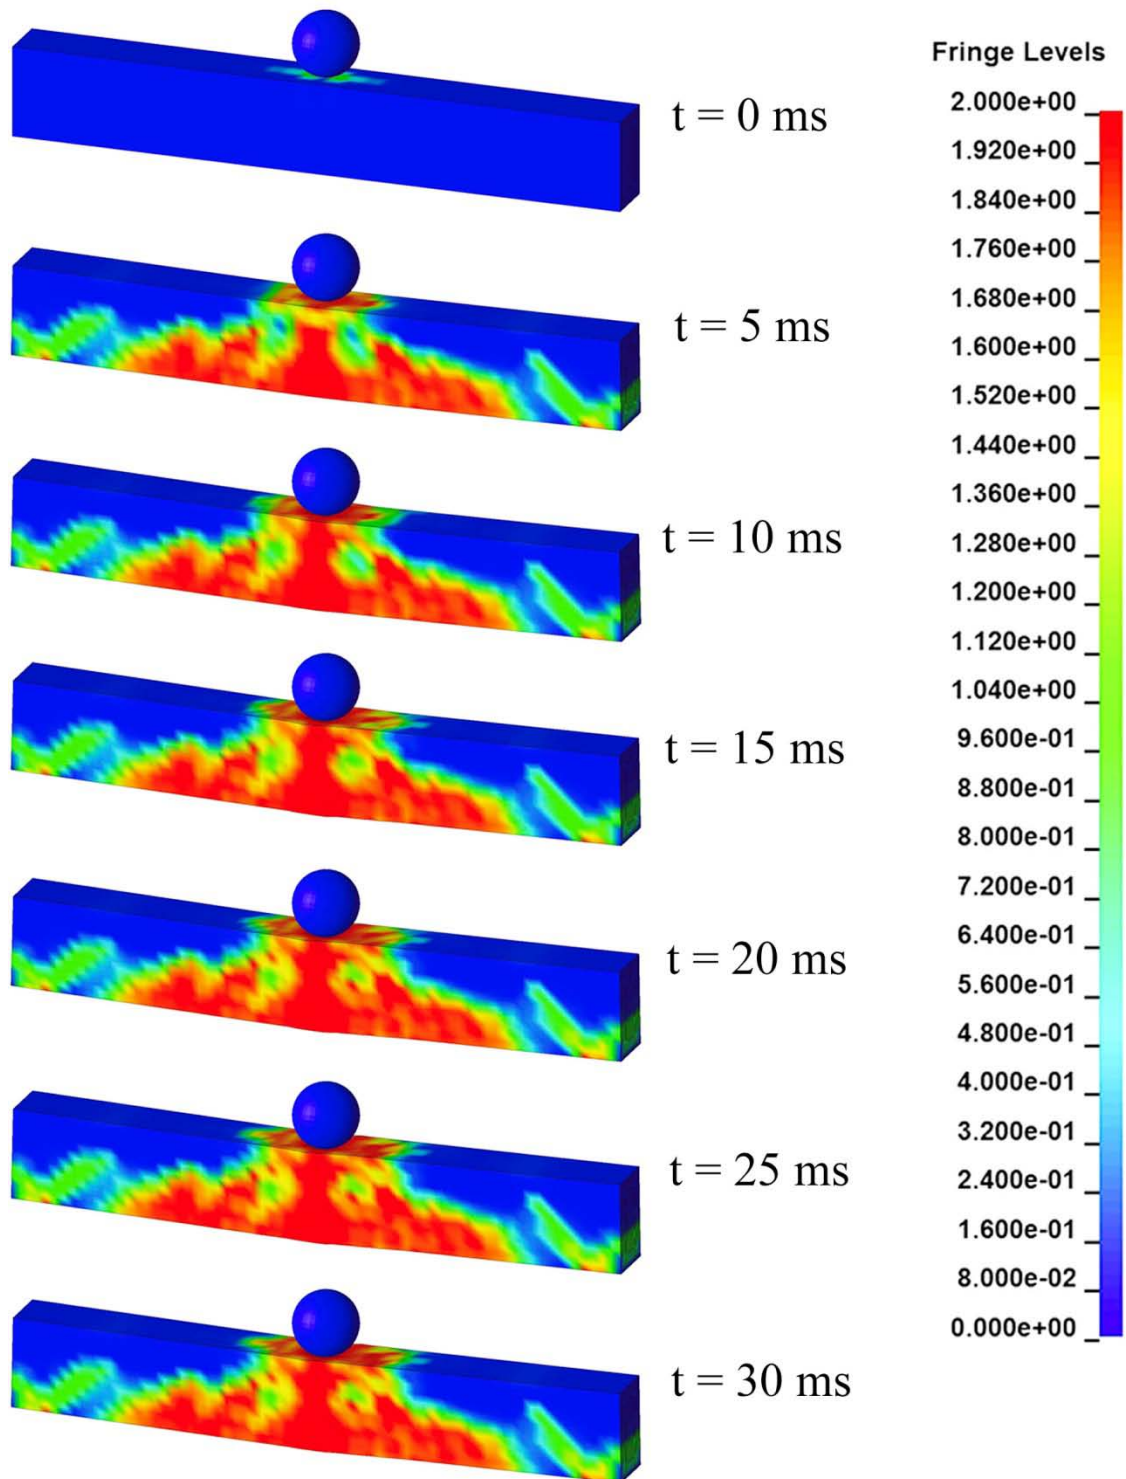 Fringe Levels
2.000e+00
1.920e+00
1.840e+00
1.760e+00
1.680e+00
1.600e+00
1.520e+00
1.440e+00
1.360e+00
1.280e+00
1.200e+00
1.120e+00
1.040e+00
9.600e-01
8.800e-01
8.000e-01
7.200e-01
6.400e-01
5.600e-01
4.800e-01
4.000e-01
3.200e-01
2.400e-01
1.600e-01
8.000e-02
0.000e+00
t = 0 ms
t = 5 ms
t = 10 ms
t = 15 ms
t = 20 ms
t = 25 ms
t = 30 ms